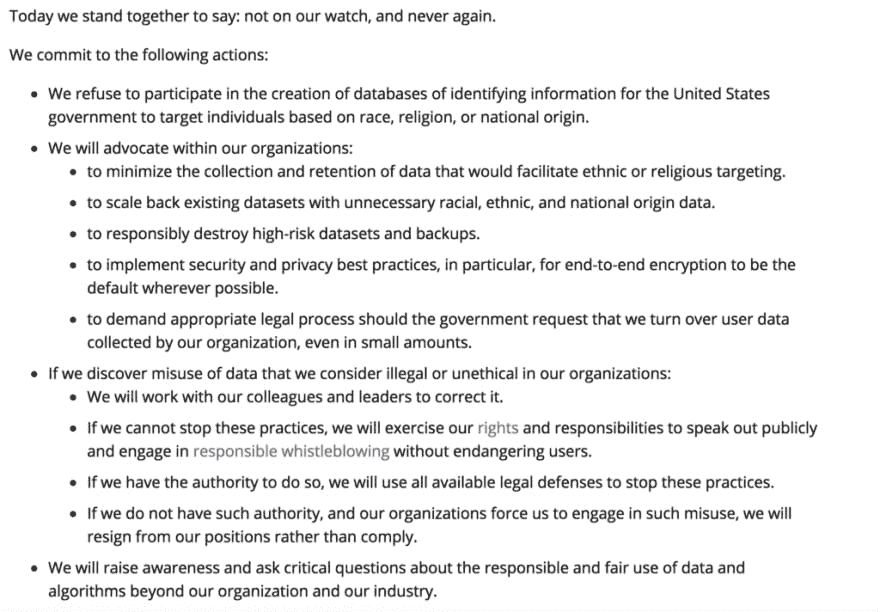 Today we stand together to say: not on our watch, and never again.
We commit to the following actions:
• We refuse to participate in the creation of databases of identifying information for the United States
government to target individuals based on race, religion, or national origin.
• We will advocate within our organizations:
• to minimize the collection and retention of data that would facilitate ethnic or religious targeting.
• to scale back existing datasets with unnecessary racial, ethnic, and national origin data.
• to responsibly destroy high-risk datasets and backups.
• to implement security and privacy best practices, in particular, for end-to-end encryption to be the
default wherever possible.
• to demand appropriate legal process should the government request that we turn over user data
collected by our organization, even in small amounts.
• If we discover misuse of data that we consider illegal or unethical in our organizations:
• We will work with our colleagues and leaders to correct it.
• If we cannot stop these practices, we will exercise our rights and responsibilities to speak out publicly
and engage in responsible whistleblowing without endangering users.
• If we have the authority to do so, we will use all available legal defenses to stop these practices.
• If we do not have such authority, and our organizations force us to engage in such misuse, we will
resign from our positions rather than comply.
• We will raise awareness and ask critical questions about the responsible and fair use of data and
algorithms beyond our organization and our industry.